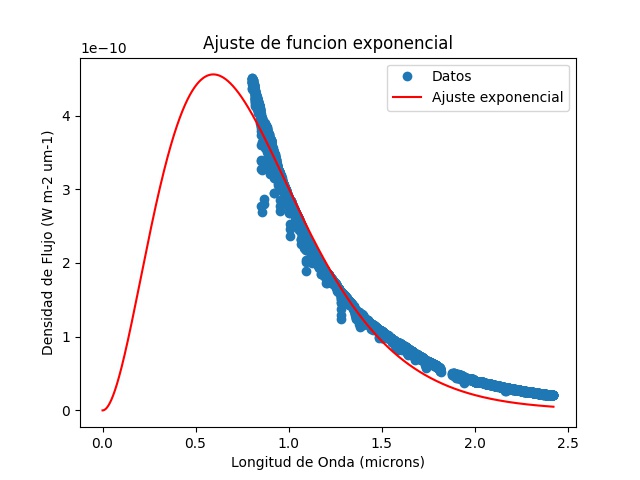 Ajuste de funcion exponencial
1e−10
Datos
Ajuste exponencial
Densidad de Flujo (W m-2 um-1)
4
3
2
1
0
0.0 0.5 1.0 1.5 2.0 2.5
Longitud de Onda (microns)